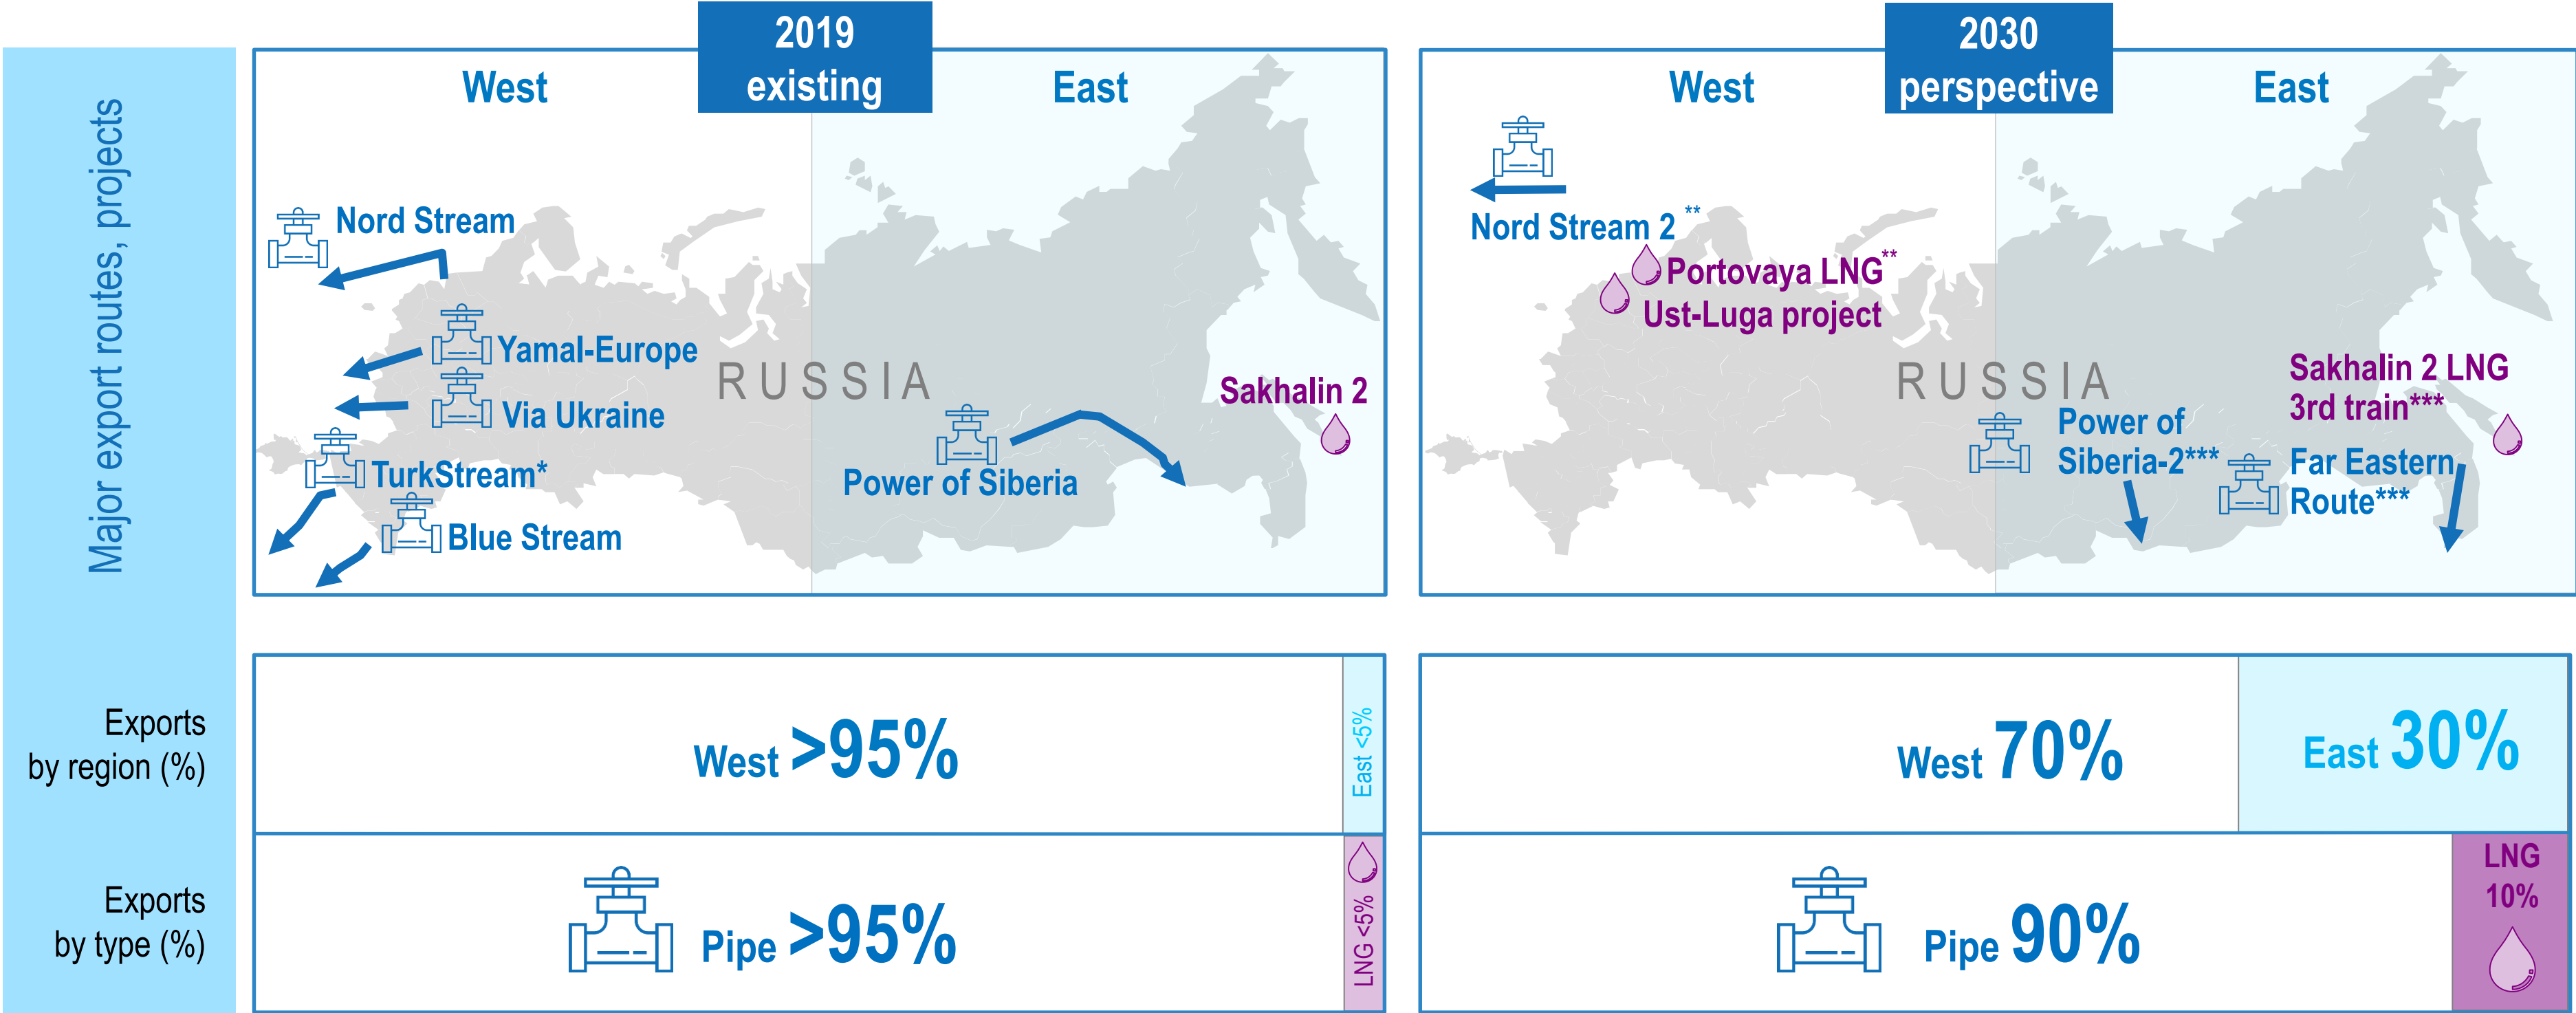 Major export routes, projects
2019
existing
West
East
Nord Stream
Yamal-Europe
Via Ukraine
TurkStream*
Blue Stream
RUSSIA
Power of Siberia
Sakhalin 2
2030
perspective
West
East
Nord Stream 2 **
Portovaya LNG**
Ust-Luga project
RUSSIA
Power of
Siberia-2***
Sakhalin 2 LNG
3rd train***
Far Eastern
Route***
Exports
by region (%)
West >95%
East <5%
West 70%
East 30%
Exports
by type (%)
Pipe >95%
LNG <5%
Pipe 90%
LNG
10%